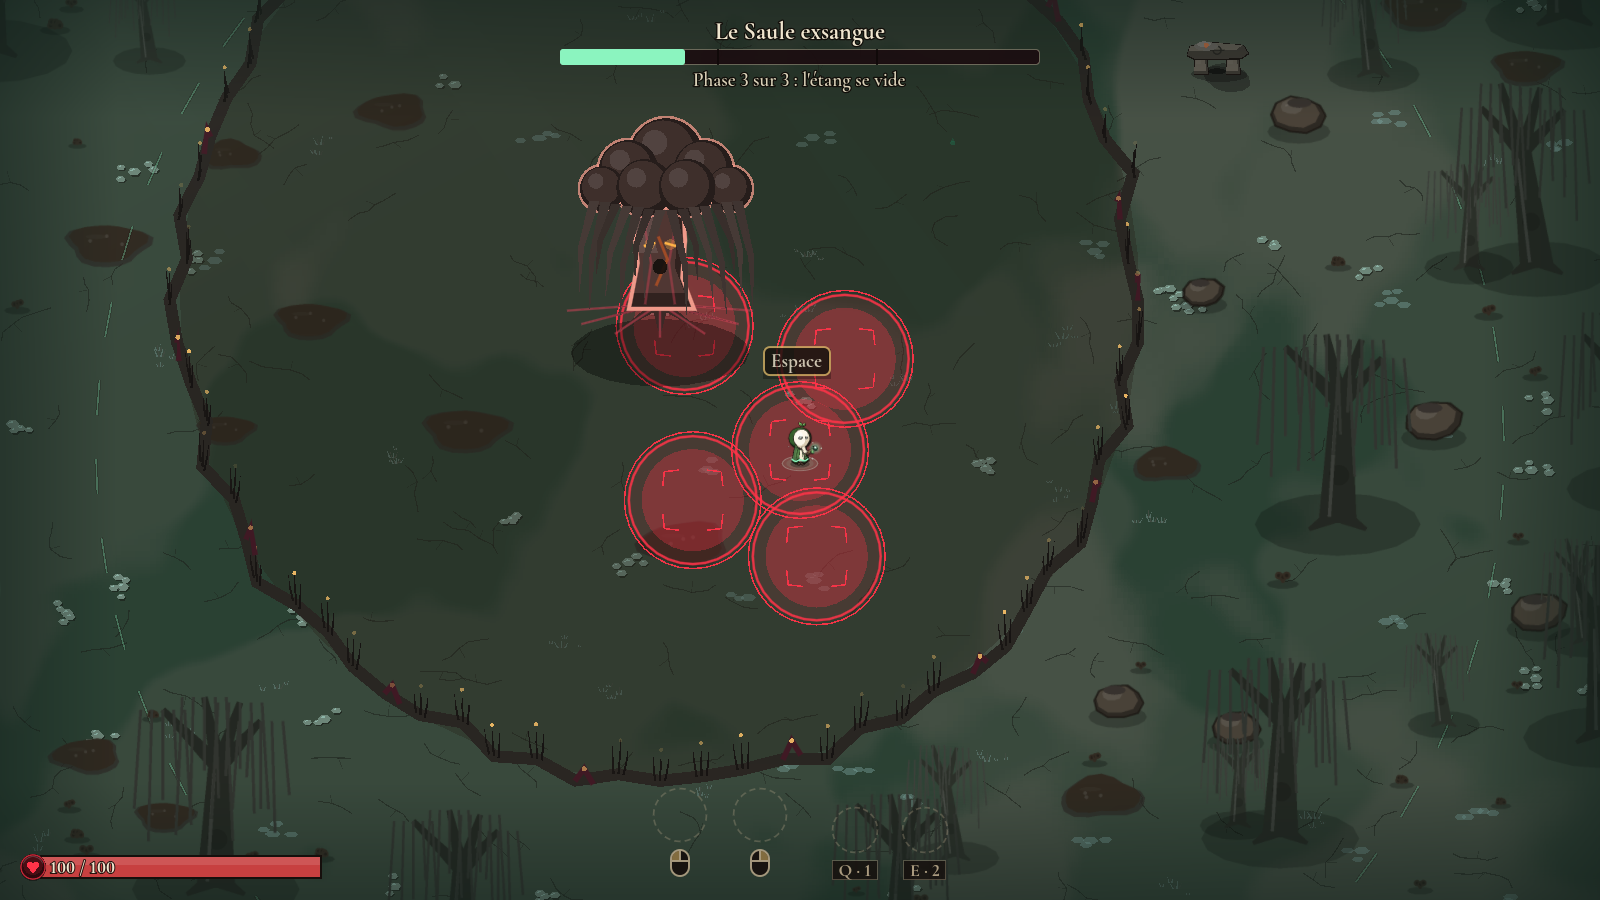 Le Saule exsangue
Phase 3 sur 3 : l'étang se vide
Espace
100 / 100
Q · 1
E · 2